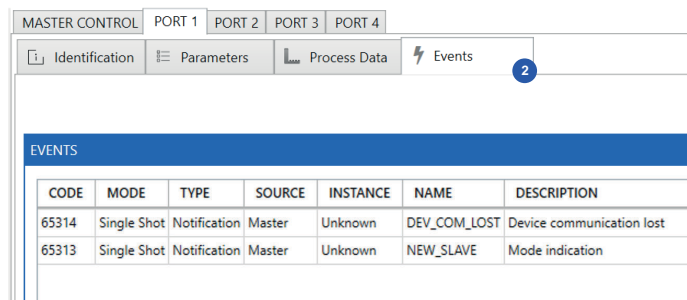 MASTER CONTROL PORT 1 PORT 2 PORT 3 PORT 4
Identification Parameters Process Data Events
2
EVENTS
CODE MODE TYPE SOURCE INSTANCE NAME DESCRIPTION
65314 Single Shot Notification Master Unknown DEV_COM_LOST Device communication lost
65313 Single Shot Notification Master Unknown NEW_SLAVE Mode indication